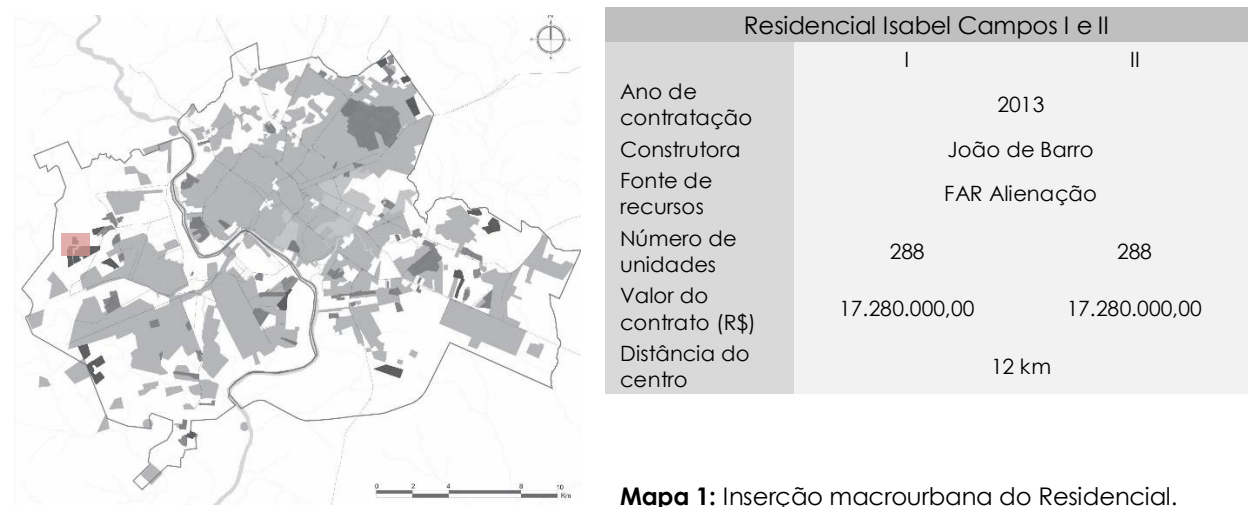 Residencial Isabel Campos I e II
I II
Ano de
contratação
2013
Construtora João de Barro
Fonte de
recursos
FAR Alienação
Número de
unidades
288 288
Valor do
contrato (R$)
17.280.000,00 17.280.000,00
Distância do
centro
12 km
0 2 4 8 10
Km
Mapa 1: Inserção macrourbana do Residencial.